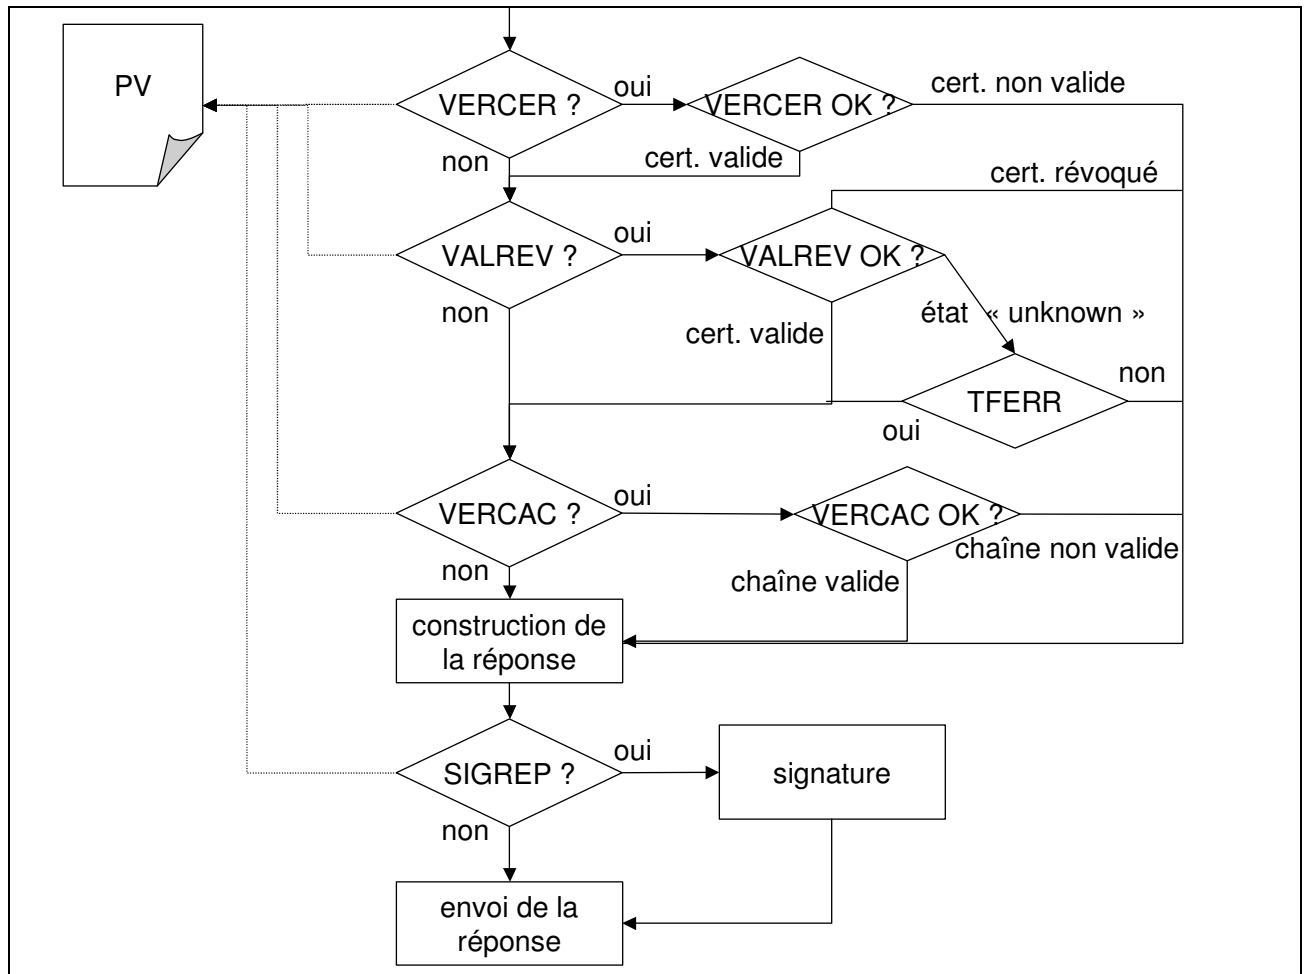 PV
VERCER ?
oui
VERCER OK ?
cert. non valide
non
cert. valide
cert. révoqué
VALREV ?
oui
VALREV OK ?
non
cert. valide
état « unknown »
TFERR
non
oui
VERCAC ?
oui
VERCAC OK ?
non
chaîne valide
chaîne non valide
construction de
la réponse
SIGREP ?
oui
signature
non
envoi de la
réponse